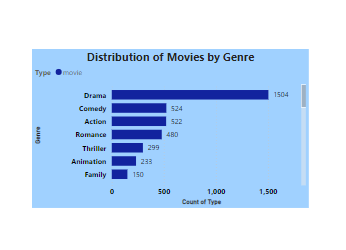 Distribution of Movies by Genre
Type movie
Genre
Drama 1504
Comedy 524
Action 522
Romance 480
Thriller 299
Animation 233
Family 150
0 500 1,000 1,500
Count of Type